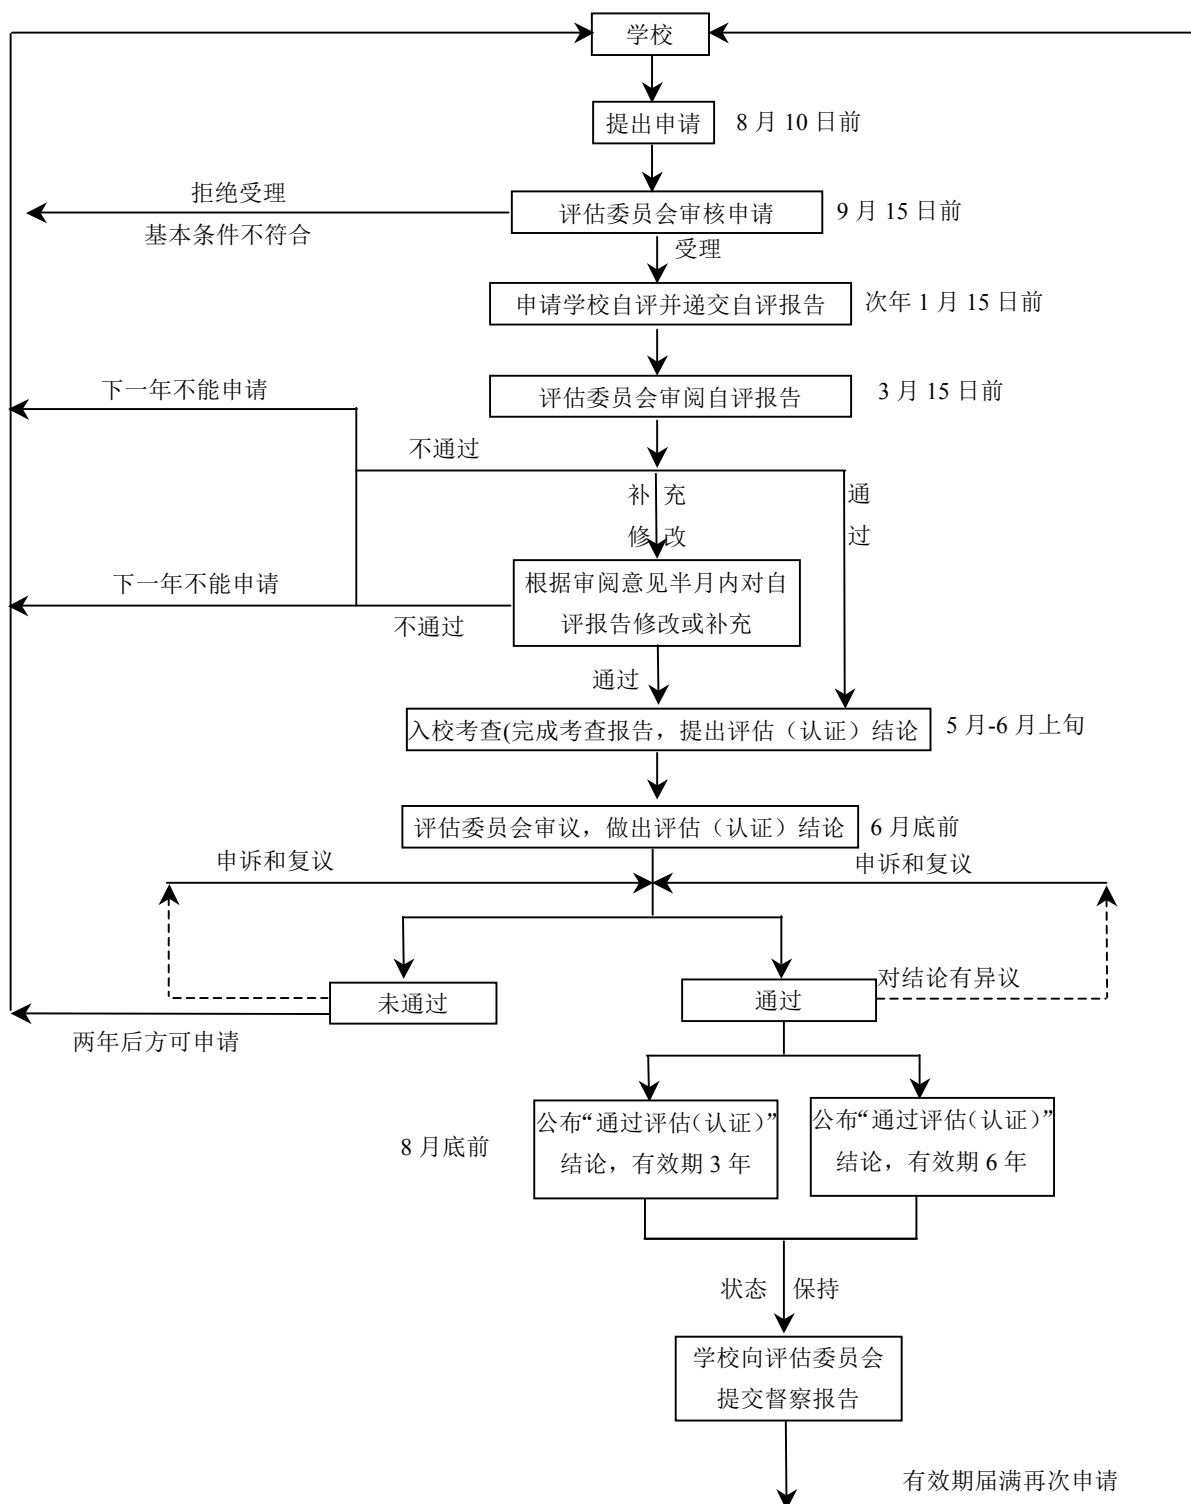 学校
提出申请
8 月 10 日前
拒绝受理
评估委员会审核申请
9 月 15 日前
基本条件不符合
受理
申请学校自评并递交自评报告
次年 1 月 15 日前
下一年不能申请
评估委员会审阅自评报告
3 月 15 日前
不通过
补 充
通
修 改
过
下一年不能申请
根据审阅意见半月内对自
评报告修改或补充
不通过
通过
入校考查(完成考查报告，提出评估（认证）结论
5 月-6 月上旬
评估委员会审议，做出评估（认证）结论
6 月底前
申诉和复议
申诉和复议
未通过
通过
对结论有异议
两年后方可申请
8 月底前
公布“通过评估（认证）”
结论，有效期 3 年
公布“通过评估（认证）”
结论，有效期 6 年
状态 保持
学校向评估委员会
提交督察报告
有效期届满再次申请